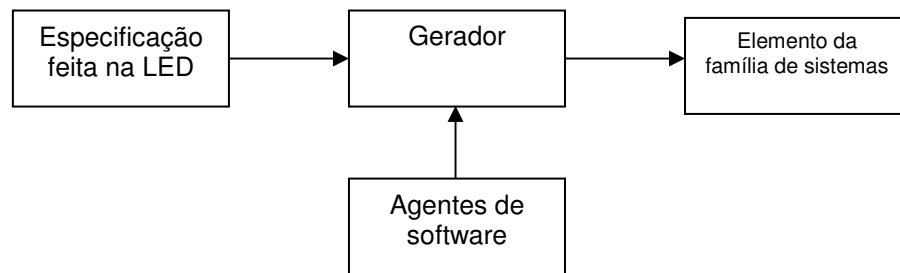 Especificação
feita na LED
Gerador
Elemento da
família de sistemas
Agentes de
software